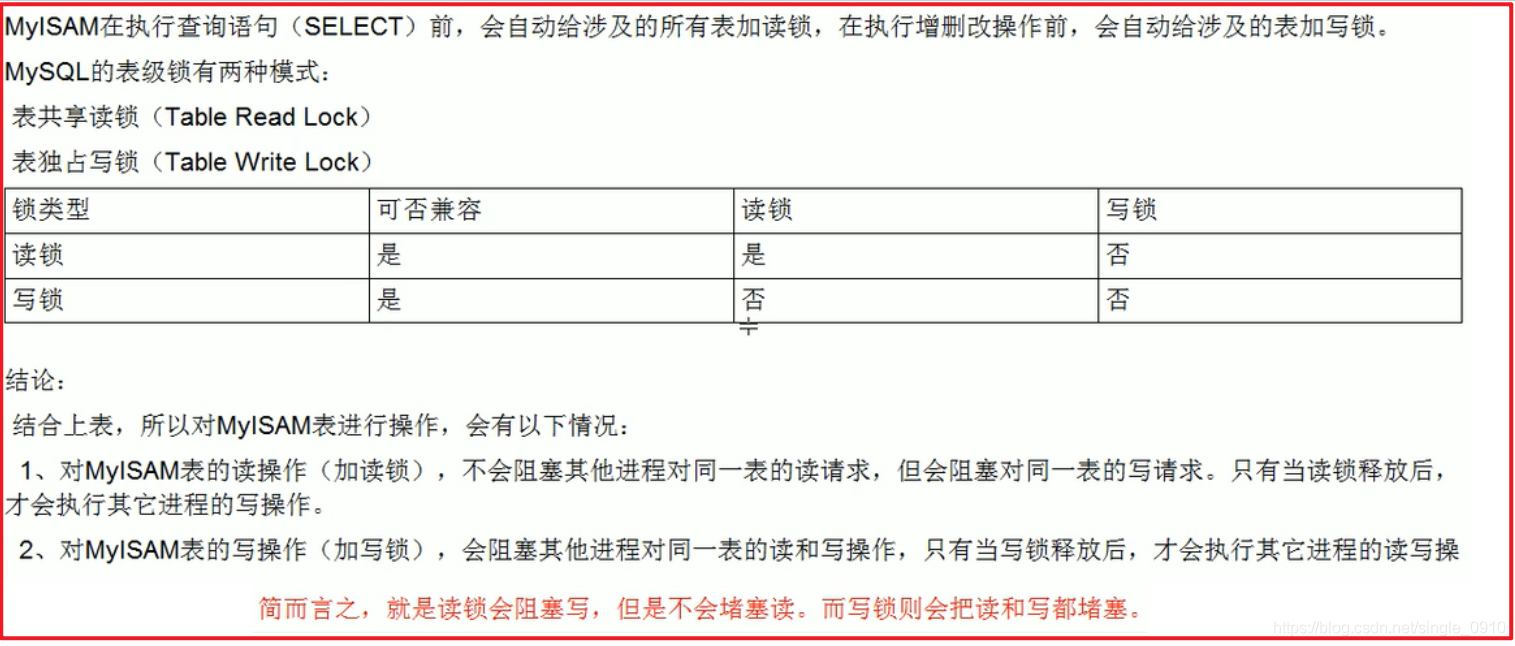 MyISAM在执行查询语句（SELECT）前，会自动给涉及的所有表加读锁，在执行增删改操作前，会自动给涉及的表加写锁。
MySQL的表级锁有两种模式：
表共享读锁（Table Read Lock）
表独占写锁（Table Write Lock）
锁类型 可否兼容 读锁 写锁
读锁 是 是 否
写锁 是 否 否
结论：
结合上表，所以对MyISAM表进行操作，会有以下情况：
1、对MyISAM表的读操作（加读锁），不会阻塞其他进程对同一表的读请求，但会阻塞对同一表的写请求。只有当读锁释放后，
才会执行其它进程的写操作。
2、对MyISAM表的写操作（加写锁），会阻塞其他进程对同一表的读和写操作，只有当写锁释放后，才会执行其它进程的读写操
简而言之，就是读锁会阻塞写，但是不会堵塞读。而写锁则会把读和写都堵塞。
https://blog.csdn.net/single_0910